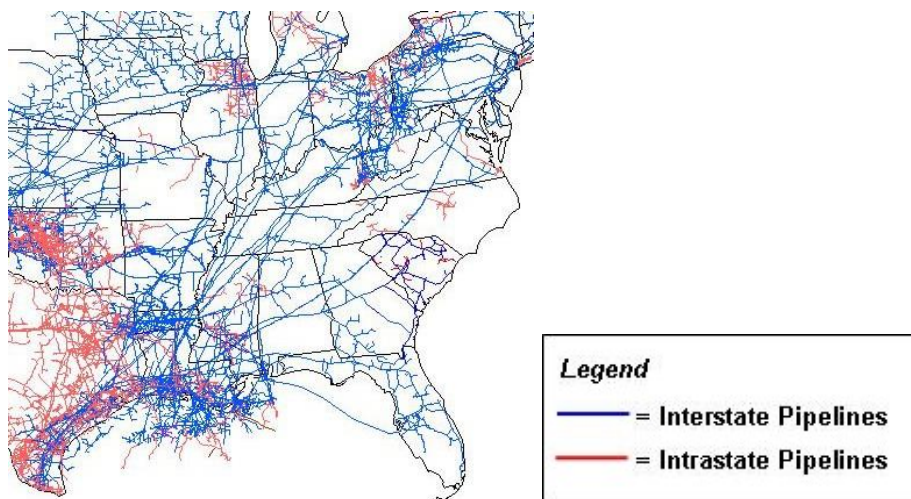 Legend
= Interstate Pipelines
= Intrastate Pipelines